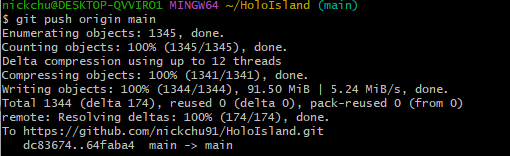 nickchu@DESKTOP-QVVIRO1 MINGW64 ~/HoloIsland (main)
$ git push origin main
Enumerating objects: 1345, done.
Counting objects: 100% (1345/1345), done.
Delta compression using up to 12 threads
Compressing objects: 100% (1341/1341), done.
Writing objects: 100% (1344/1344), 91.50 MiB | 5.24 MiB/s, done.
Total 1344 (delta 174), reused 0 (delta 0), pack-reused 0 (from 0)
remote: Resolving deltas: 100% (174/174), done.
To https://github.com/nickchu91/HoloIsland.git
   dc83674..64faba4  main -> main